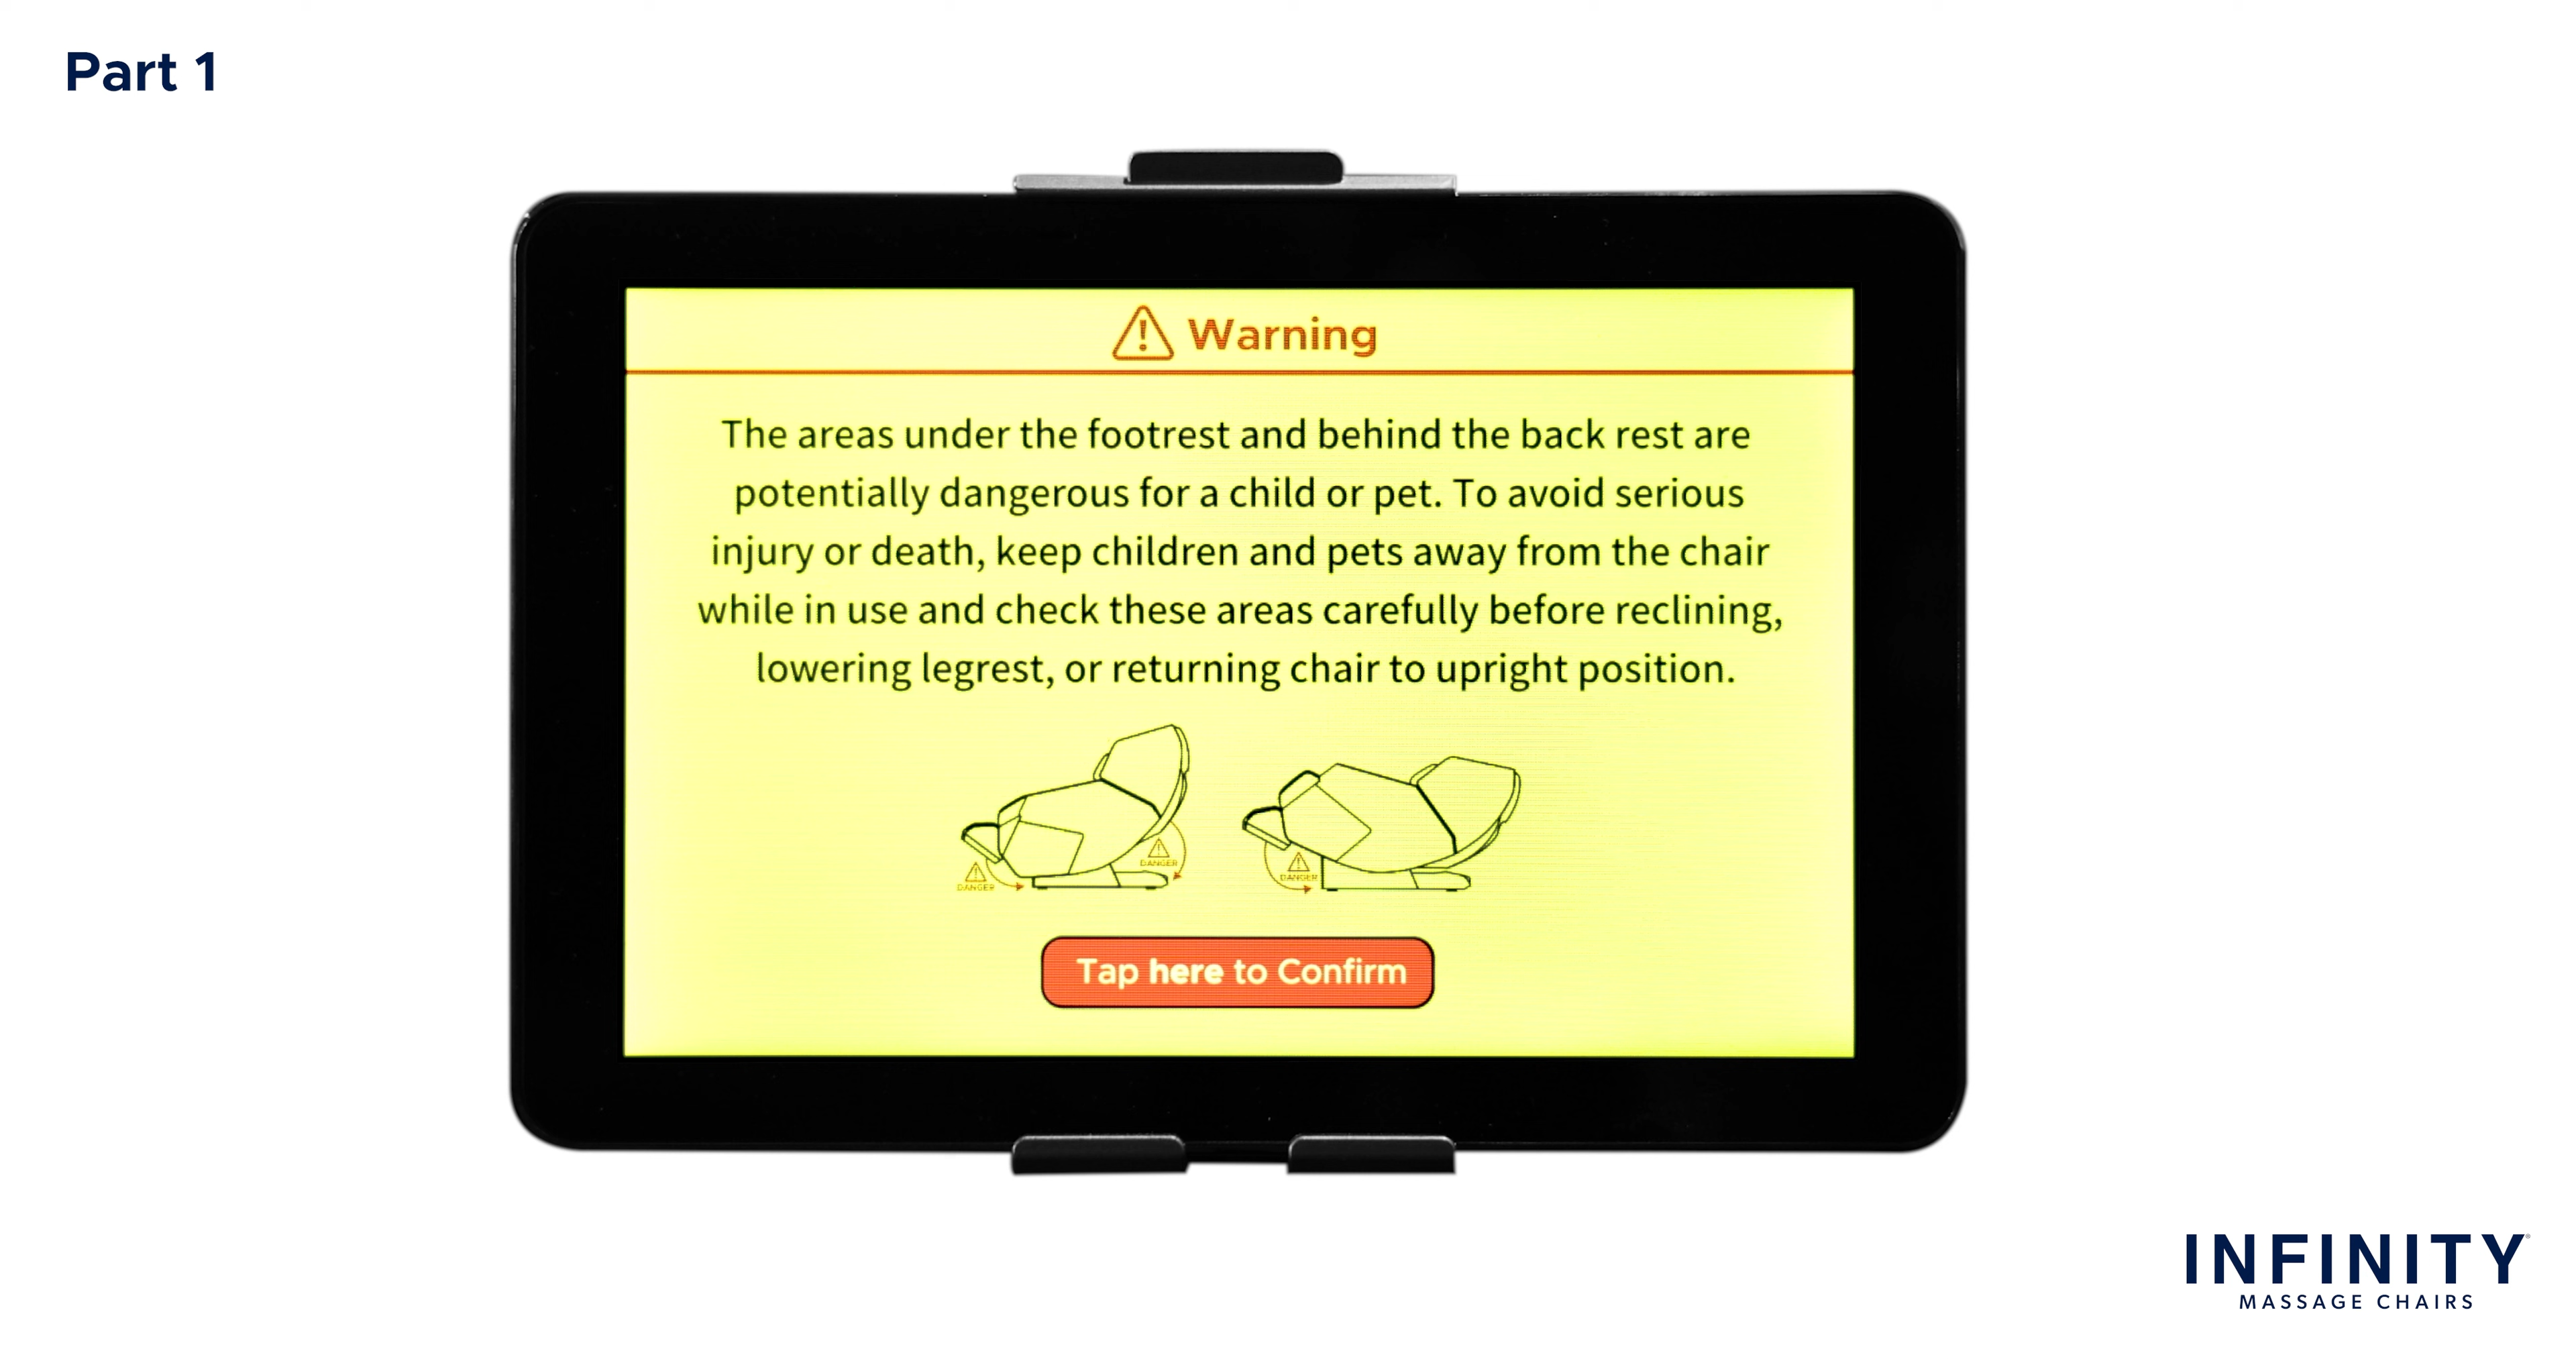 Part 1
Warning
The areas under the footrest and behind the back rest are
potentially dangerous for a child or pet. To avoid serious
injury or death, keep children and pets away from the chair
while in use and check these areas carefully before reclining,
lowering legrest, or returning chair to upright position.
DANGER
DANGER
DANGER
Tap here to Confirm
INFINITY
MASSAGE CHAIRS